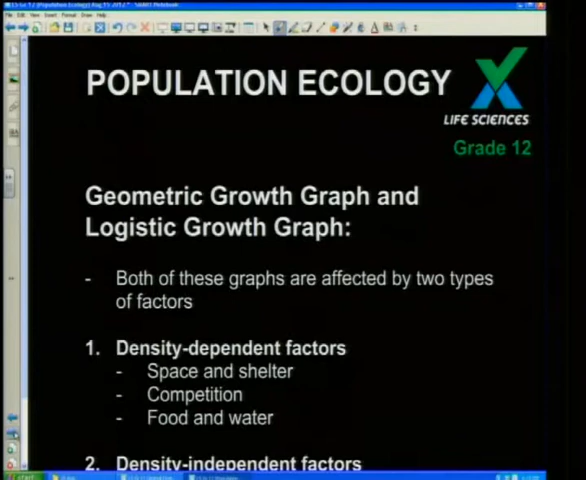 POPULATION ECOLOGY
LIFE SCIENCES
Grade 12
Geometric Growth Graph and
Logistic Growth Graph:
- Both of these graphs are affected by two types
of factors
1. Density-dependent factors
- Space and shelter
- Competition
- Food and water
2. Density-independent factors